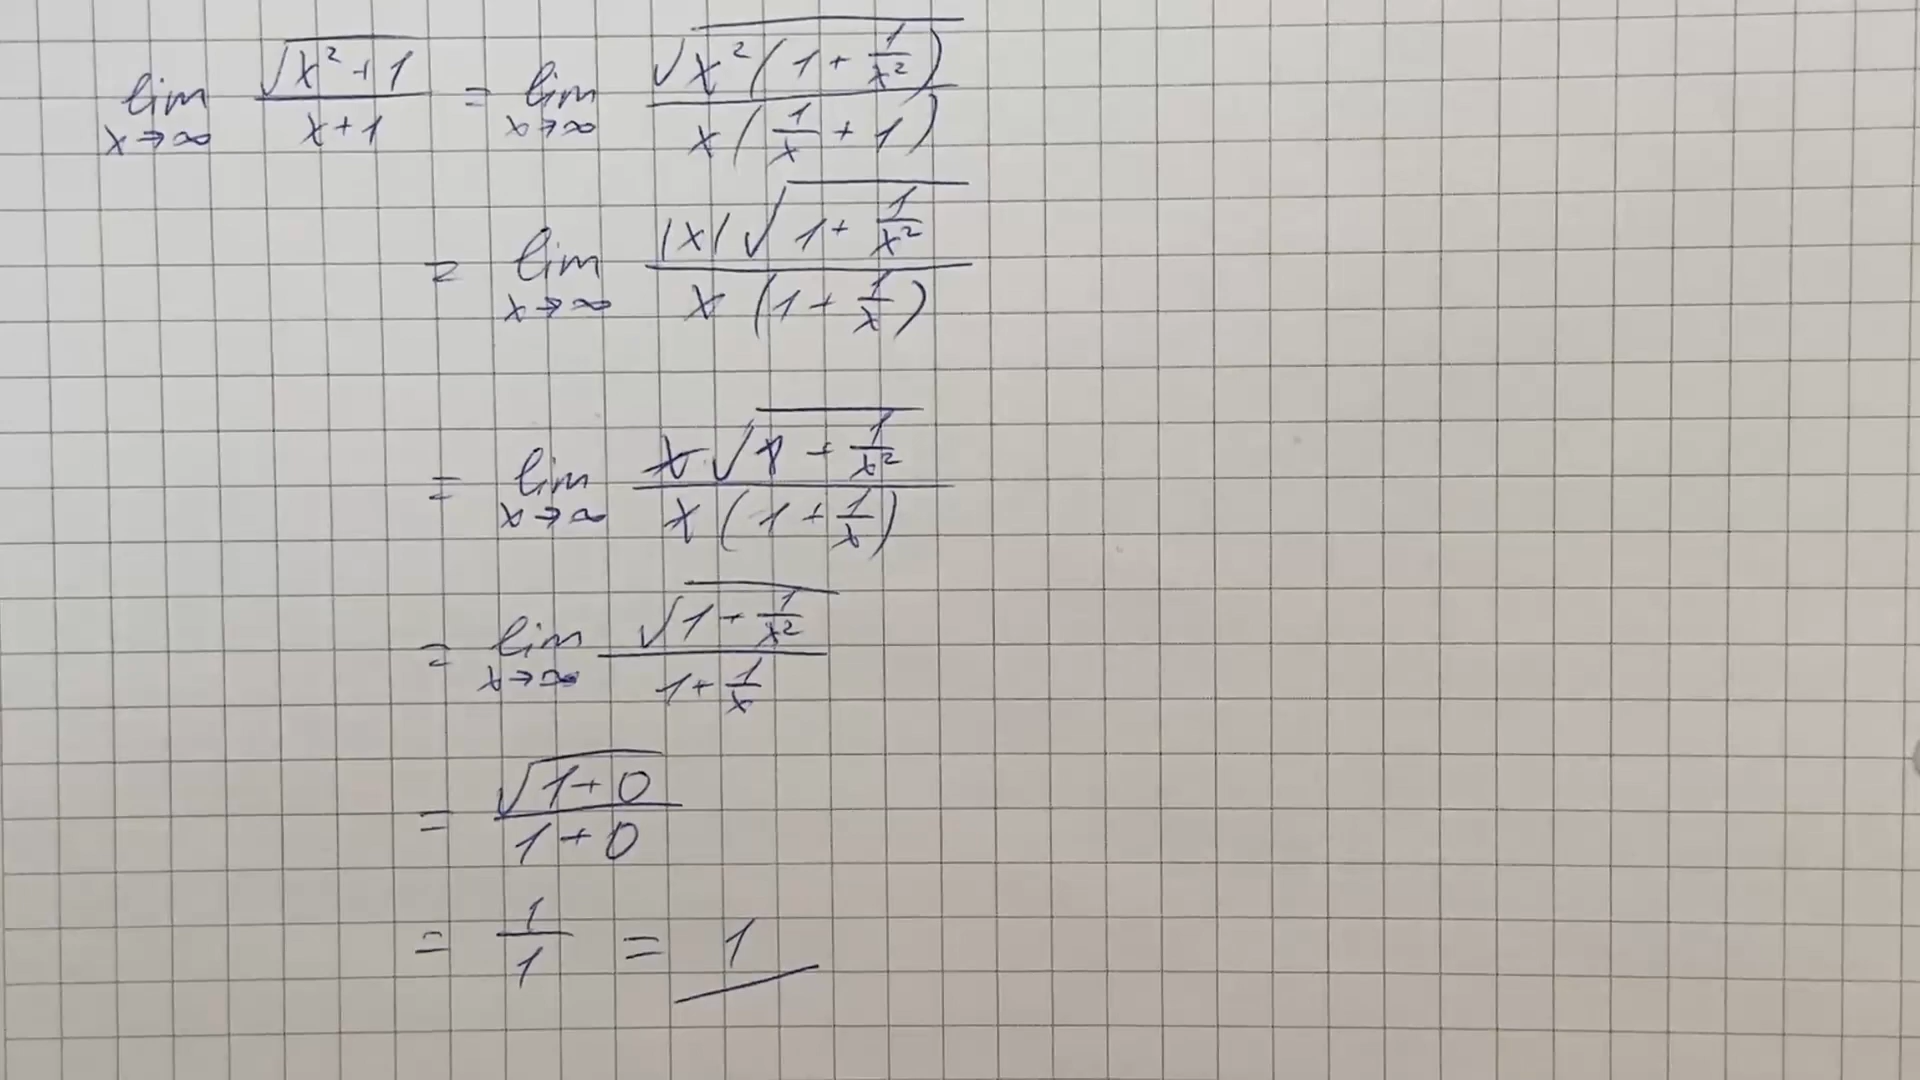 lim x→∞ √(x²+1) / (x+1) = lim x→∞ √(x²(1+1/x²)) / (x(1/x+1))
= lim x→∞ |x|√(1+1/x²) / (x(1+1/x))
= lim x→∞ x√(1+1/x²) / (x(1+1/x))
= lim x→∞ √(1+1/x²) / (1+1/x)
= √(1+0) / (1+0)
= 1/1 = 1